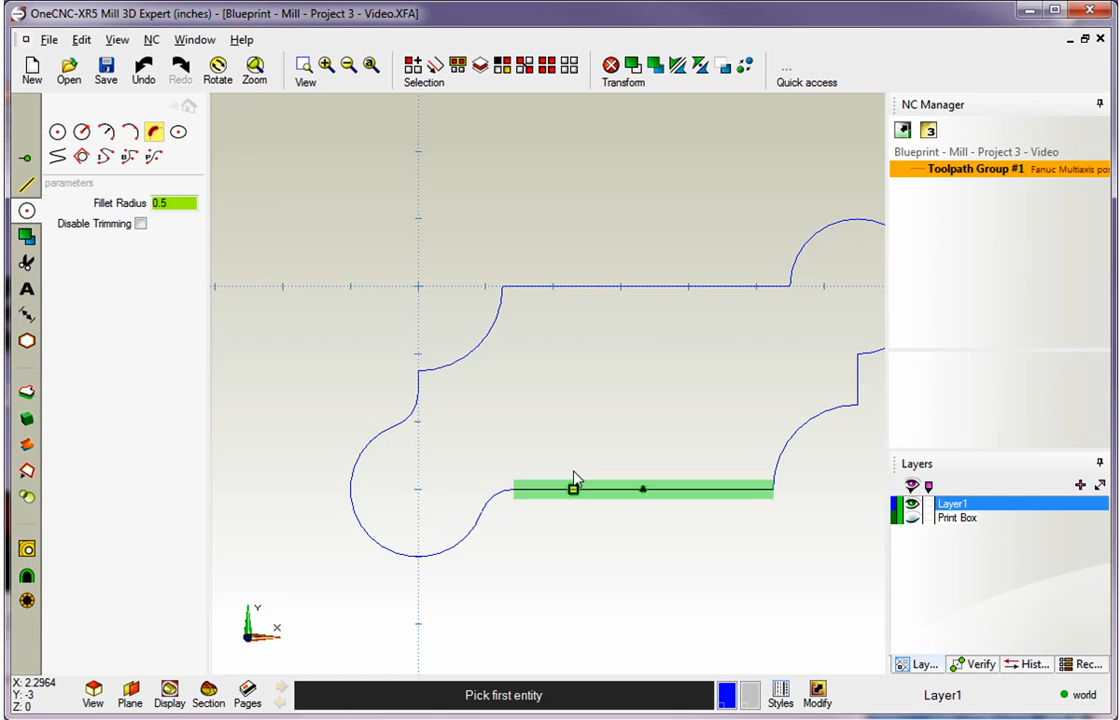 OneCNC-XR5 Mill 3D Expert (inches) - [Blueprint - Mill - Project 3 - Video.XFA]
File Edit View NC Window Help
New Open Save Undo Redo Rotate Zoom View Selection Transform Quick access
...
NC Manager
3
Blueprint - Mill - Project 3 - Video
Toolpath Group #1 Fanuc Multiaxis pos
parameters
Fillet Radius 0.5
Disable Trimming
A
Layers
Layer1
Print Box
Y
X
Lay... Verify Hist... Rec...
X: 2.2964
Y: -3
Z: 0
View Plane Display Section Pages
Pick first entity
Styles Modify
Layer1
world